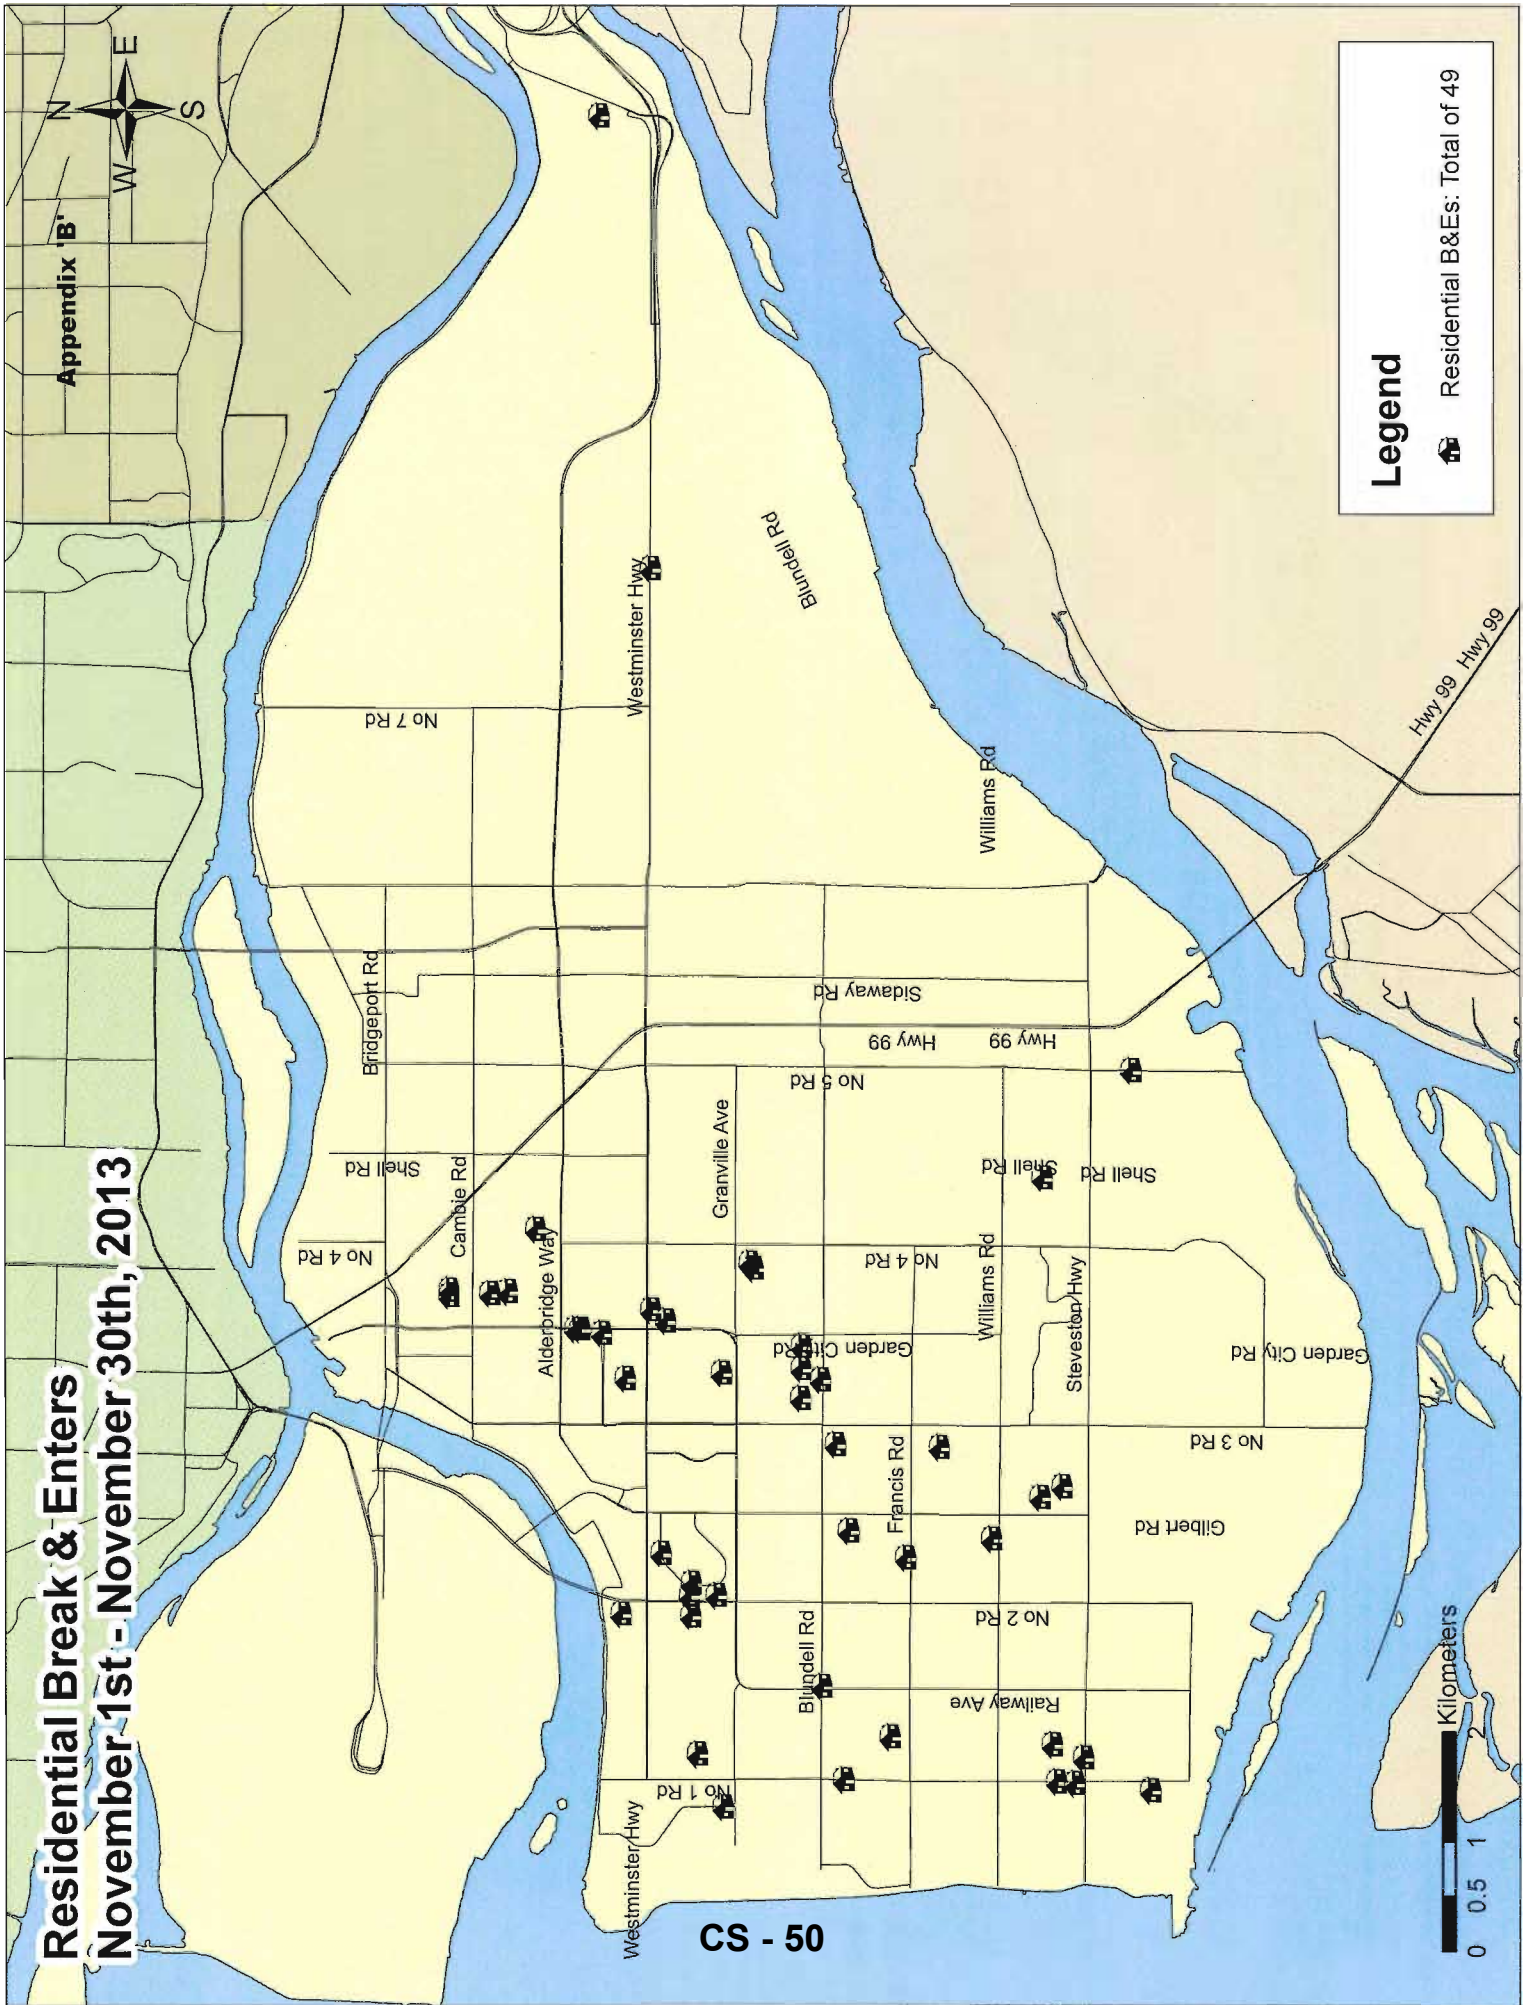 Residential Break & Enters
November 1st - November 30th, 2013
Appendix 'B'
N
W
E
S
No 7 Rd
Westminster Hwy
Blundell Rd
Williams Rd
Bridgeport Rd
Sidaway Rd
Hwy 99
Hwy 99
Hwy 99
Hwy 99
No 5 Rd
Shell Rd
Cambie Rd
Granville Ave
Shell Rd
Shell Rd
No 4 Rd
Alderbridge Way
No 4 Rd
Williams Rd
Steveston Hwy
Garden City Rd
Garden City Rd
Francis Rd
No 3 Rd
Gilbert Rd
No 2 Rd
Blundell Rd
Railway Ave
No 1 Rd
Westminster Hwy
Legend
Residential B&Es: Total of 49
Kilometers
0 0.5 1 2
CS - 50